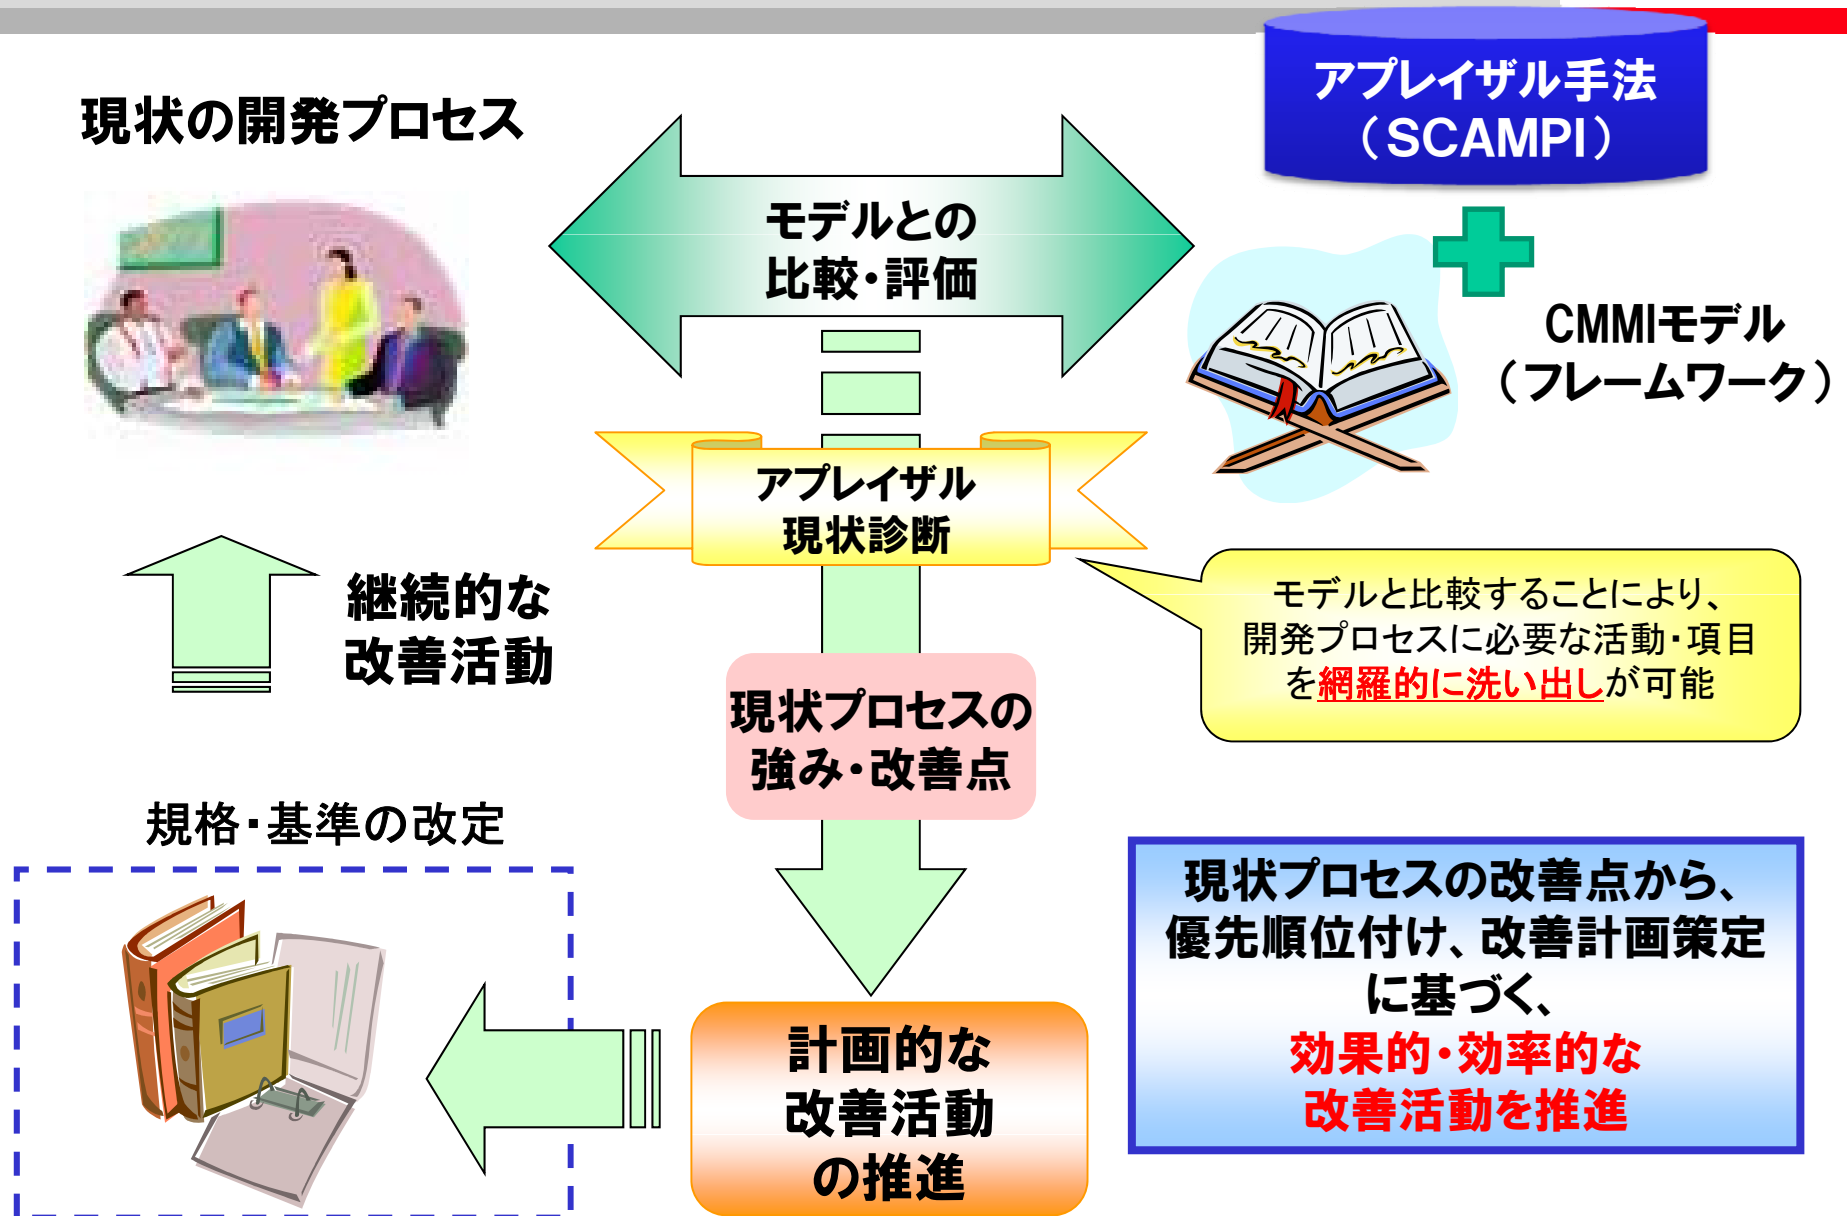 アプレイザル手法
（SCAMPI）
現状の開発プロセス
モデルとの
比較・評価
CMMIモデル
（フレームワーク）
アプレイザル
現状診断
モデルと比較することにより、
開発プロセスに必要な活動・項目
を網羅的に洗い出しが可能
継続的な
改善活動
現状プロセスの
強み・改善点
規格・基準の改定
現状プロセスの改善点から、
優先順位付け、改善計画策定
に基づく、
効果的・効率的な
改善活動を推進
計画的な
改善活動
の推進